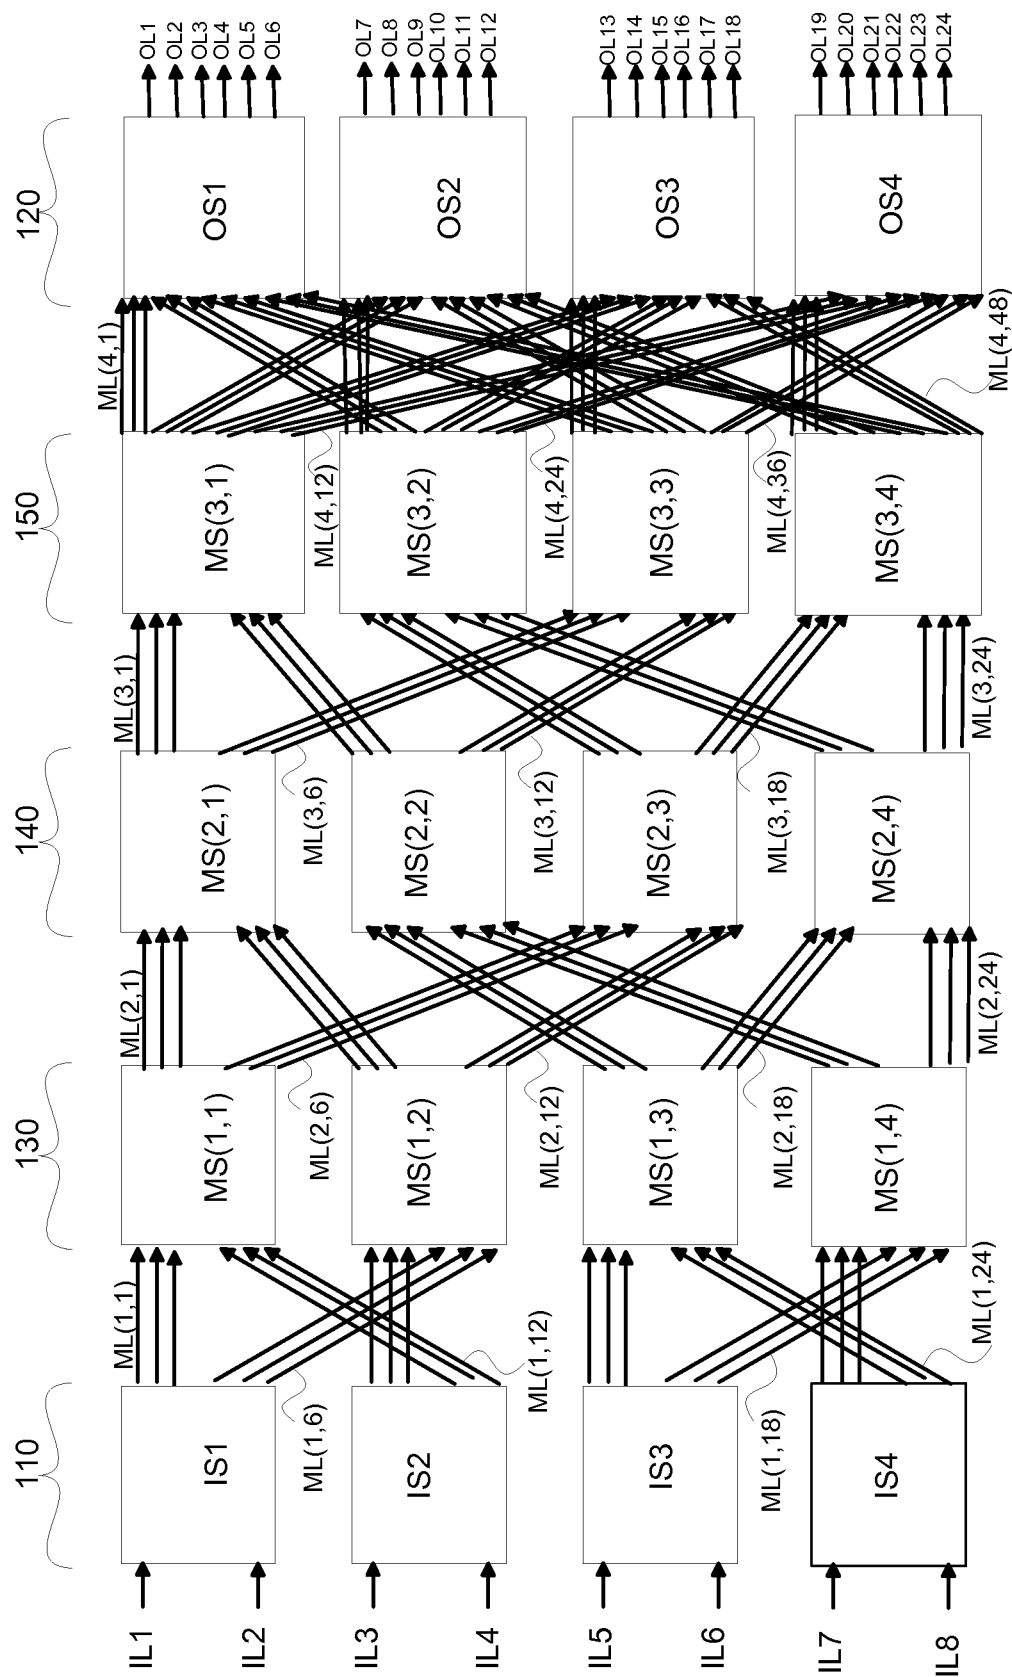 OL1
OL2
OL3
OL4
OL5
OL6
OL7
OL8
OL9
OL10
OL11
OL12
OL13
OL14
OL15
OL16
OL17
OL18
OL19
OL20
OL21
OL22
OL23
OL24
120
OS1
OS2
OS3
OS4
ML(4,1)
ML(4,12)
ML(4,24)
ML(4,36)
ML(4,48)
150
MS(3,1)
MS(3,2)
MS(3,3)
MS(3,4)
ML(3,1)
ML(3,6)
ML(3,12)
ML(3,18)
ML(3,24)
140
MS(2,1)
MS(2,2)
MS(2,3)
MS(2,4)
ML(2,1)
ML(2,6)
ML(2,12)
ML(2,18)
ML(2,24)
130
MS(1,1)
MS(1,2)
MS(1,3)
MS(1,4)
ML(1,1)
ML(1,6)
ML(1,12)
ML(1,18)
ML(1,24)
110
IS1
IS2
IS3
IS4
IL1
IL2
IL3
IL4
IL5
IL6
IL7
IL8